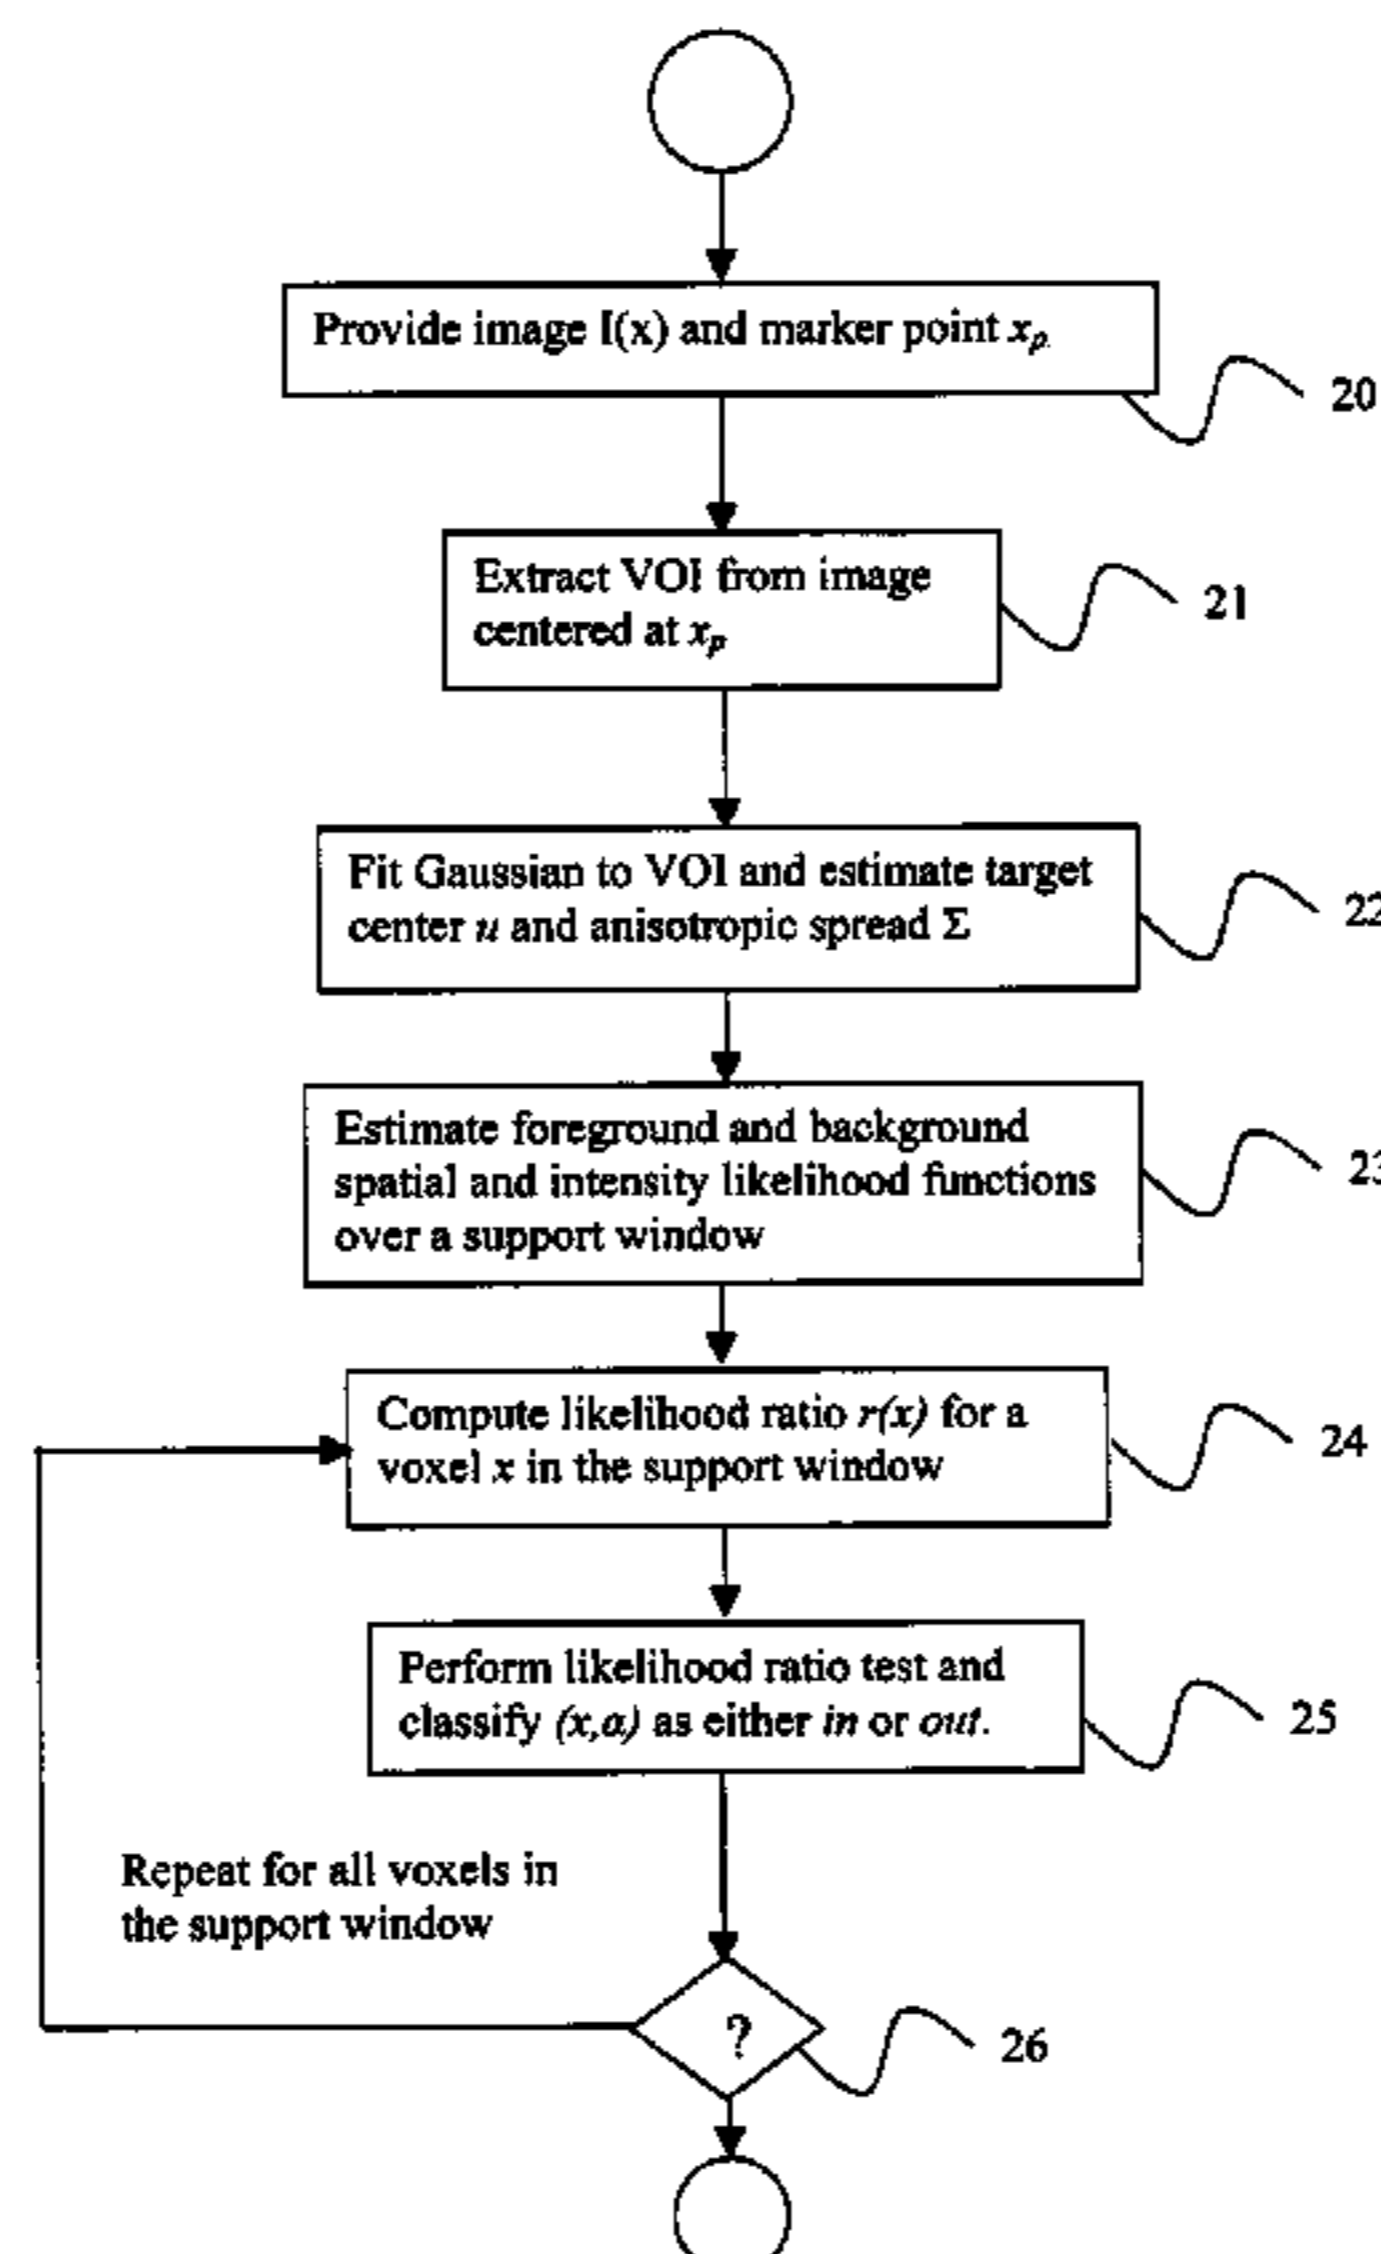 Provide image I(x) and marker point xₚ.
20
Extract VOI from image
centered at xₚ
21
Fit Gaussian to VOI and estimate target
center u and anisotropic spread Σ
22
Estimate foreground and background
spatial and intensity likelihood functions
over a support window
23
Compute likelihood ratio r(x) for a
voxel x in the support window
24
Perform likelihood ratio test and
classify (x,α) as either in or out.
25
Repeat for all voxels in
the support window
?
26